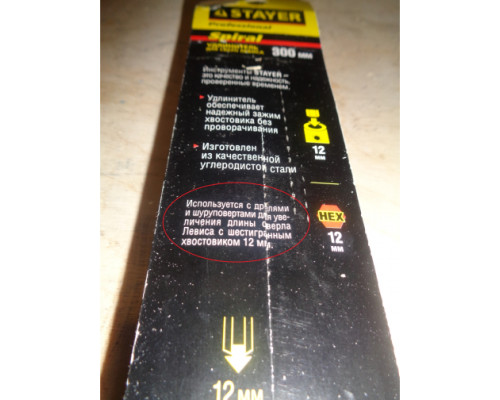 STAYER
Professional
Spiral
УДЛИНИТЕЛЬ
300 мм
Инструменты STAYER –
это качество и надежность,
проверенные временем.
Удлинитель
обеспечивает
надежный зажим
хвостовика без
проворачивания
12
мм
Изготовлен
из качественной
углеродистой стали
Используется с дрелями
и шуруповертами для уве-
личения длины сверла
Левиса с шестигранным
хвостовиком 12 мм.
HEX
12
мм
12 мм